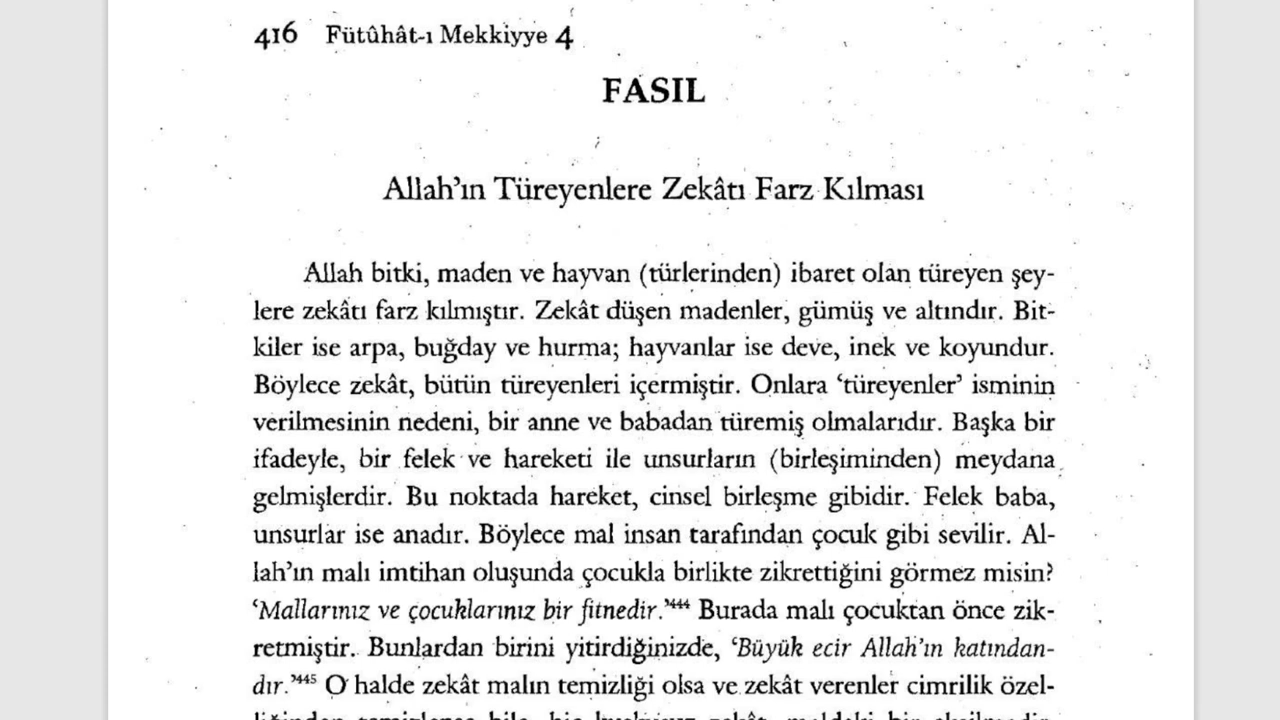 416 Fütûhât-ı Mekkiyye 4
FASIL
Allah'ın Türeyenlere Zekâtı Farz Kılması
Allah bitki, maden ve hayvan (türlerinden) ibaret olan türeyen şey-
lere zekâtı farz kılmıştır. Zekât düşen madenler, gümüş ve altındır. Bit-
kiler ise arpa, buğday ve hurma; hayvanlar ise deve, inek ve koyundur.
Böylece zekât, bütün türeyenleri içermiştir. Onlara 'türeyenler' isminin
verilmesinin nedeni, bir anne ve babadan türemiş olmalarıdır. Başka bir
ifadeyle, bir felek ve hareketi ile unsurların (birleşiminden) meydana
gelmişlerdir. Bu noktada hareket, cinsel birleşme gibidir. Felek baba,
unsurlar ise anadır. Böylece mal insan tarafından çocuk gibi sevilir. Al-
lah'ın malı imtihan oluşunda çocukla birlikte zikrettiğini görmez misin?
'Mallarınız ve çocuklarınız bir fitnedir.'444 Burada malı çocuktan önce zik-
retmiştir. Bunlardan birini yitirdiğinizde, 'Büyük ecir Allah'ın katından-
dır.'445 O halde zekât malın temizliği olsa ve zekât verenler cimrilik özel-